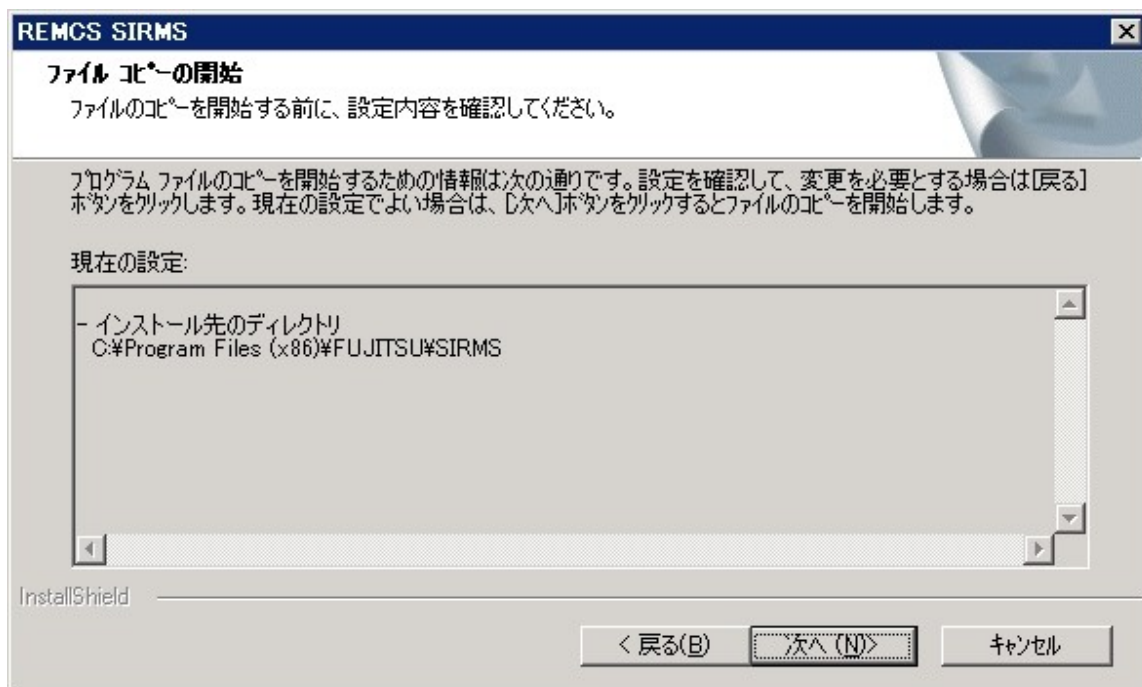 REMCS SIRMS
ファイル コピーの開始
ファイルのコピーを開始する前に、設定内容を確認してください。
プログラム ファイルのコピーを開始するための情報は次の通りです。設定を確認して、変更を必要とする場合は[戻る]
ボタンをクリックします。現在の設定でよい場合は、[次へ]ボタンをクリックするとファイルのコピーを開始します。
現在の設定:
- インストール先のディレクトリ
C:¥Program Files (x86)¥FUJITSU¥SIRMS
InstallShield
< 戻る(B)
次へ (N)>
キャンセル